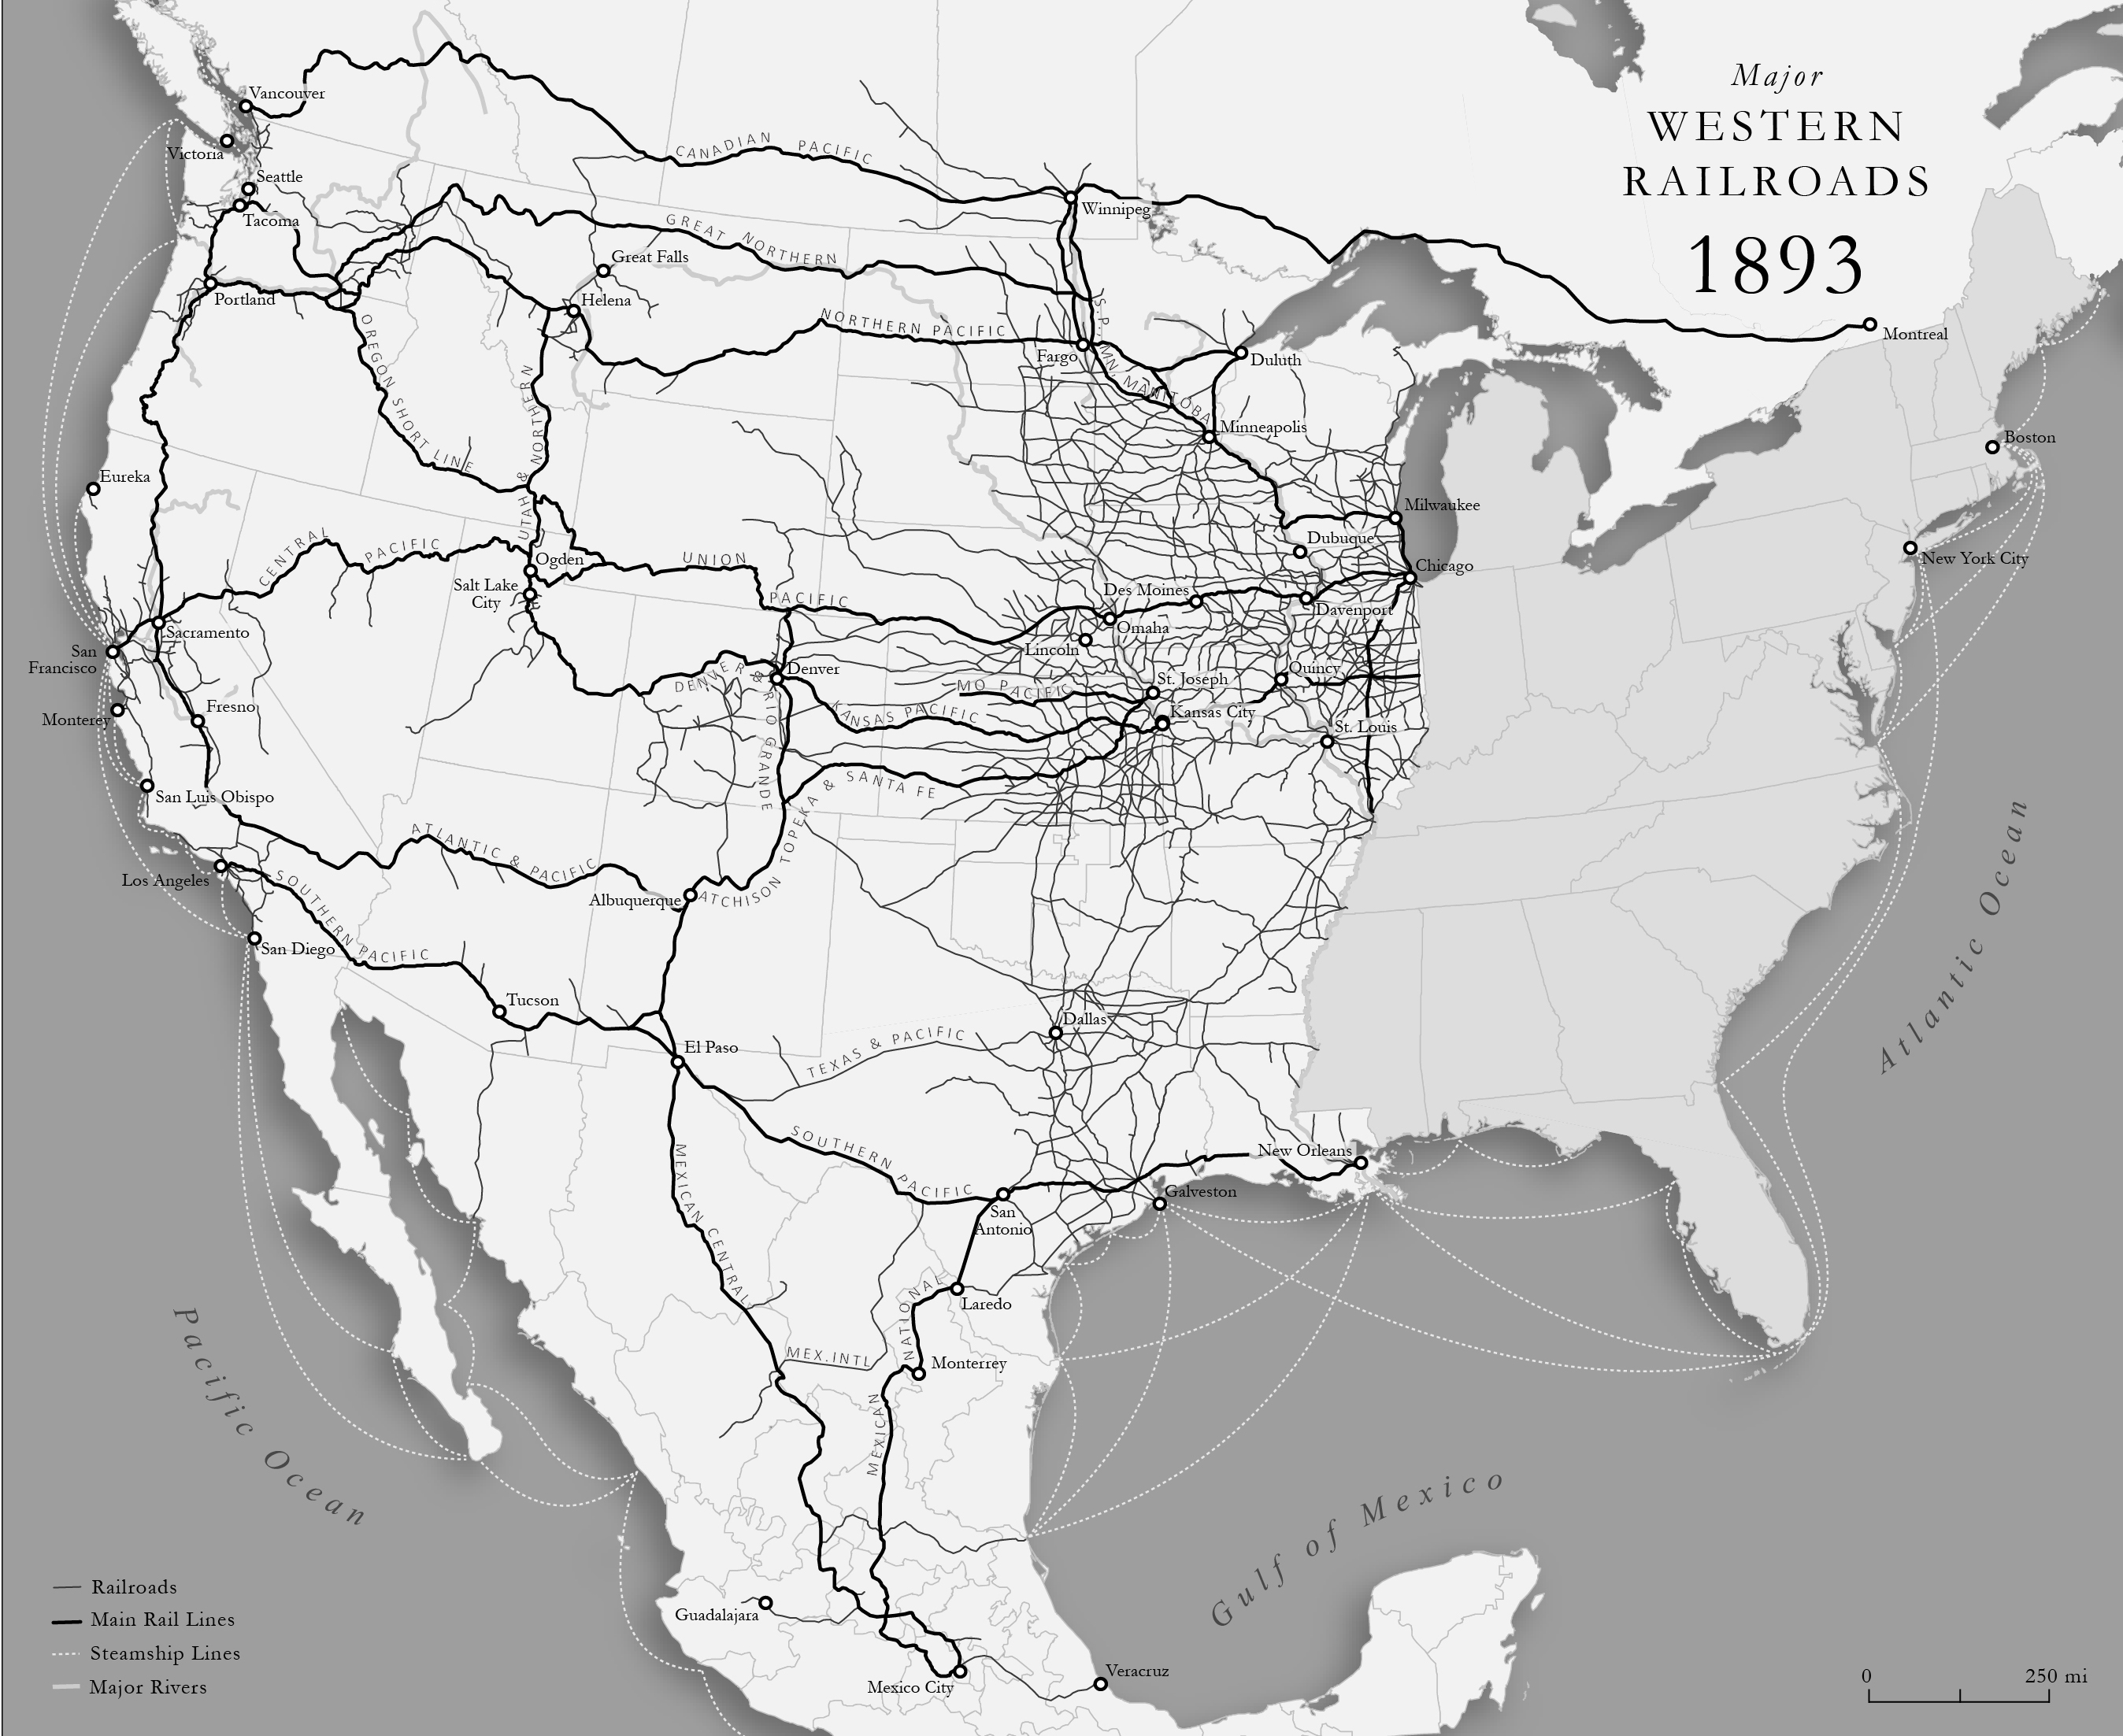 Major
WESTERN
RAILROADS
1893
Vancouver
Victoria
Seattle
Tacoma
Portland
CANADIAN PACIFIC
Winnipeg
GREAT NORTHERN
Great Falls
Helena
NORTHERN PACIFIC
Fargo
S.P., MN, MANITOBA
Duluth
Montreal
Minneapolis
Boston
OREGON SHORT LINE
UTAH & NORTHERN
Eureka
Milwaukee
Dubuque
New York City
Chicago
CENTRAL PACIFIC
Ogden
Salt Lake
City
UNION
PACIFIC
Des Moines
Davenport
Omaha
Lincoln
Sacramento
San
Francisco
Denver
DENVER & RIO GRANDE
MO PACIFIC
St. Joseph
Quincy
KANSAS PACIFIC
Kansas City
St. Louis
Monterey
Fresno
San Luis Obispo
ATCHISON TOPEKA & SANTA FE
ATLANTIC & PACIFIC
Los Angeles
Albuquerque
SOUTHERN PACIFIC
San Diego
Tucson
El Paso
TEXAS & PACIFIC
Dallas
Atlantic Ocean
SOUTHERN PACIFIC
New Orleans
Galveston
San
Antonio
MEXICAN CENTRAL
Laredo
MEX.INTL
MEXICAN NATIONAL
Monterrey
Pacific Ocean
Gulf of Mexico
Guadalajara
Mexico City
Veracruz
Railroads
Main Rail Lines
Steamship Lines
Major Rivers
0 250 mi